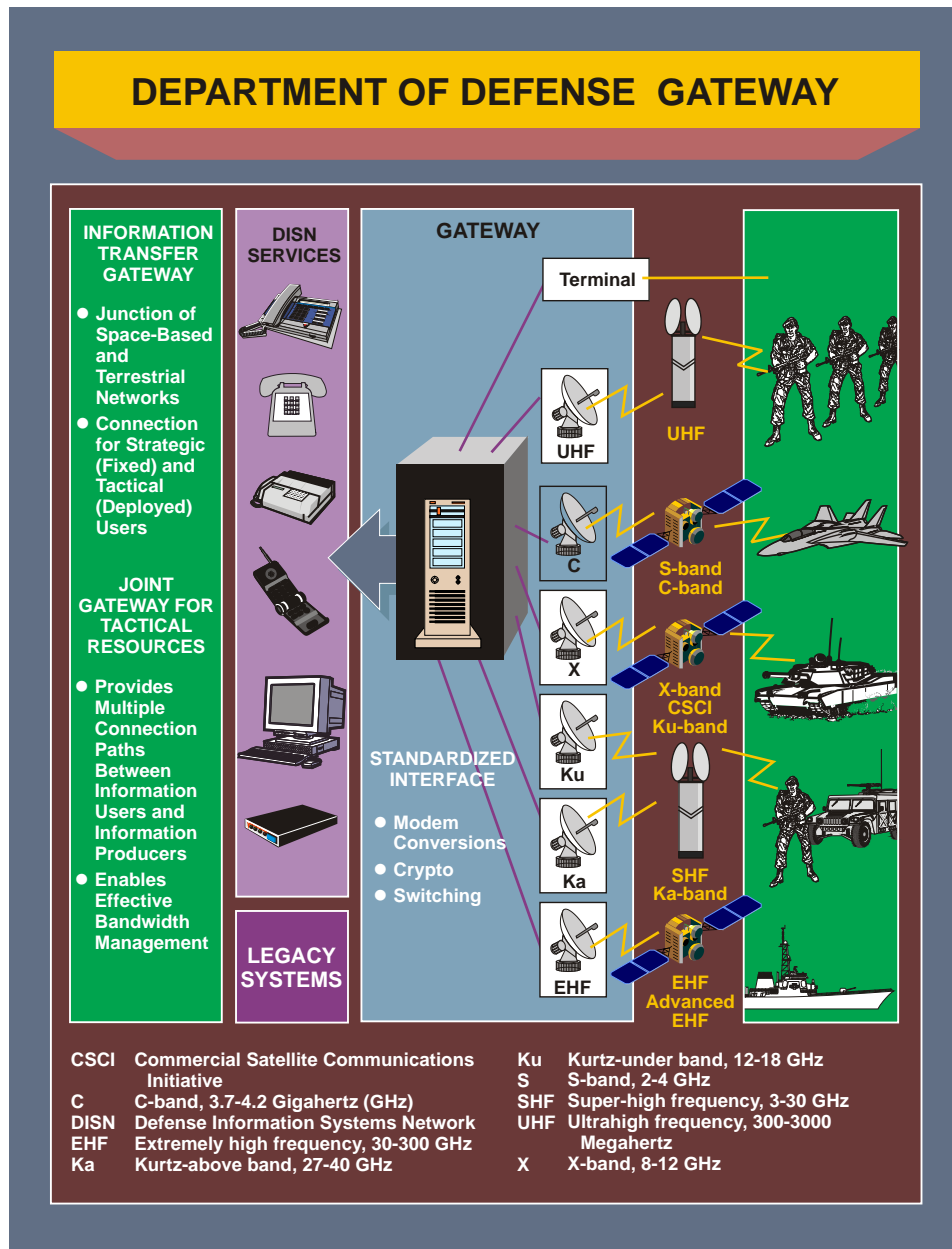 DEPARTMENT OF DEFENSE GATEWAY
INFORMATION
TRANSFER
GATEWAY
● Junction of
Space-Based
and
Terrestrial
Networks
● Connection
for Strategic
(Fixed) and
Tactical
(Deployed)
Users
JOINT
GATEWAY FOR
TACTICAL
RESOURCES
● Provides
Multiple
Connection
Paths
Between
Information
Users and
Information
Producers
● Enables
Effective
Bandwidth
Management
DISN
SERVICES
LEGACY
SYSTEMS
GATEWAY
STANDARDIZED
INTERFACE
● Modem
Conversions
● Crypto
● Switching
Terminal
UHF
C
X
Ku
Ka
EHF
UHF
S-band
C-band
X-band
CSCI
Ku-band
SHF
Ka-band
EHF
Advanced
EHF
CSCI Commercial Satellite Communications
Initiative
C C-band, 3.7-4.2 Gigahertz (GHz)
DISN Defense Information Systems Network
EHF Extremely high frequency, 30-300 GHz
Ka Kurtz-above band, 27-40 GHz
Ku Kurtz-under band, 12-18 GHz
S S-band, 2-4 GHz
SHF Super-high frequency, 3-30 GHz
UHF Ultrahigh frequency, 300-3000
Megahertz
X X-band, 8-12 GHz